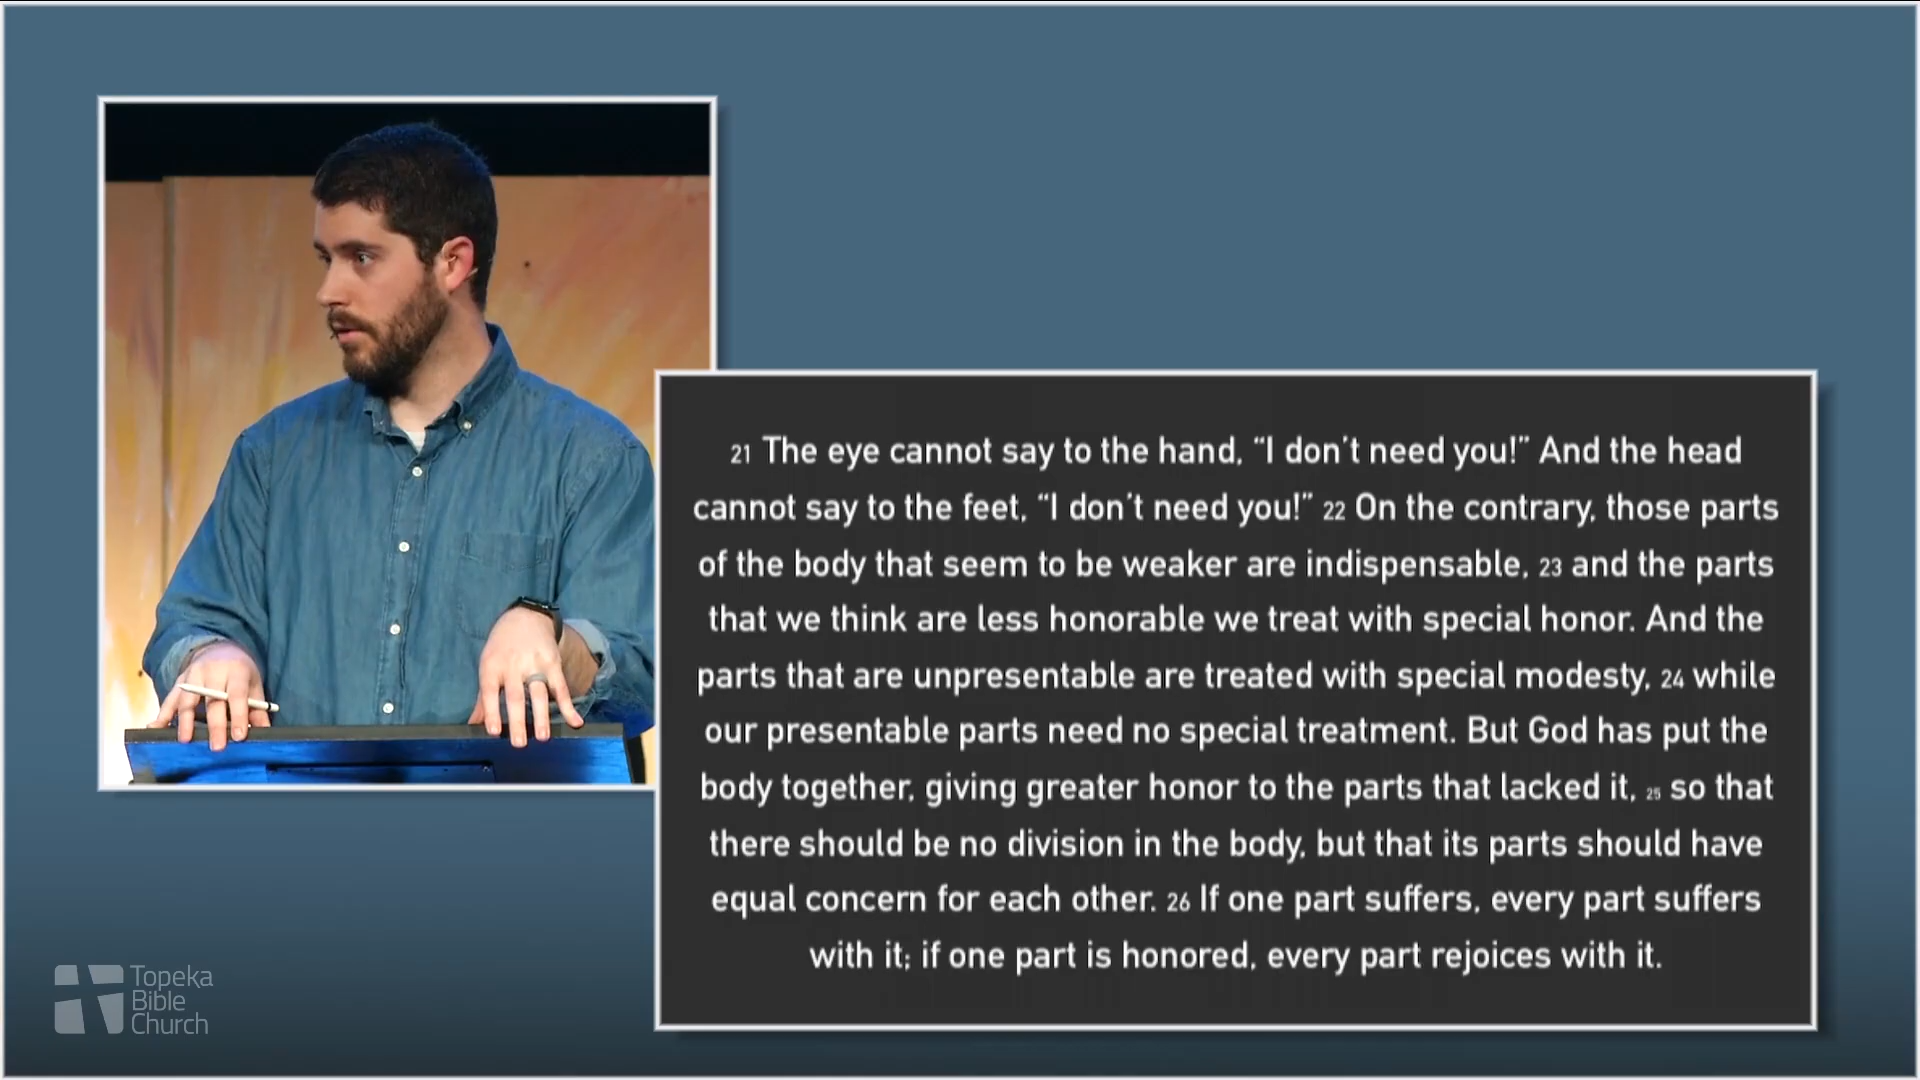 21 The eye cannot say to the hand, “I don’t need you!” And the head
cannot say to the feet, “I don’t need you!” 22 On the contrary, those parts
of the body that seem to be weaker are indispensable, 23 and the parts
that we think are less honorable we treat with special honor. And the
parts that are unpresentable are treated with special modesty, 24 while
our presentable parts need no special treatment. But God has put the
body together, giving greater honor to the parts that lacked it, 25 so that
there should be no division in the body, but that its parts should have
equal concern for each other. 26 If one part suffers, every part suffers
with it; if one part is honored, every part rejoices with it.
Topeka
Bible
Church